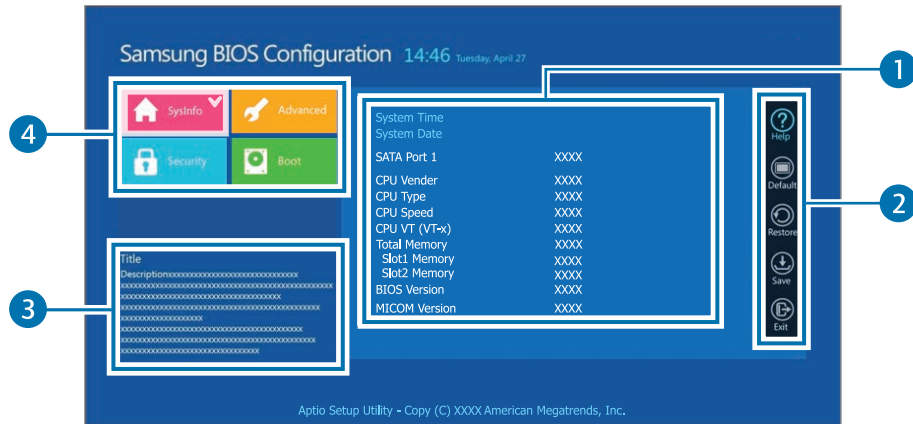 Samsung BIOS Configuration 14:46 Tuesday, April 27
1
4
SysInfo Advanced
Security Boot
System Time
System Date
SATA Port 1 XXXX
CPU Vender XXXX
CPU Type XXXX
CPU Speed XXXX
CPU VT (VT-x) XXXX
Total Memory XXXX
Slot1 Memory XXXX
Slot2 Memory XXXX
BIOS Version XXXX
MICOM Version XXXX
Help
Default
Restore
Save
Exit
2
3
Title
Descriptionxxxxxxxxxxxxxxxxxxxxxxxxxxxxxx
Aptio Setup Utility - Copy (C) XXXX American Megatrends, Inc.